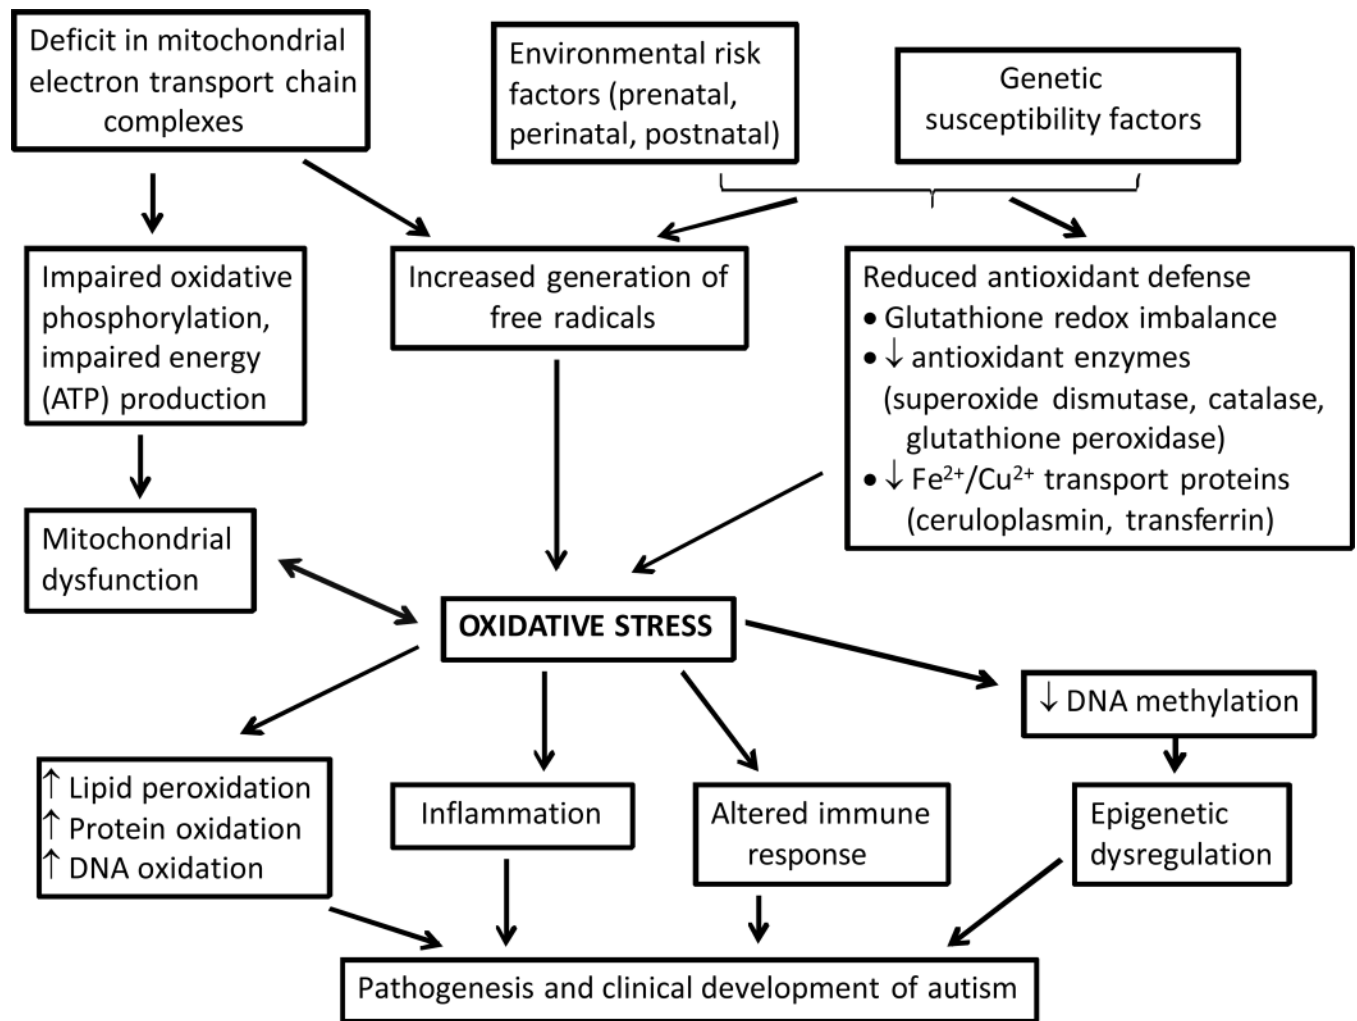 Deficit in mitochondrial
electron transport chain
complexes
Environmental risk
factors (prenatal,
perinatal, postnatal)
Genetic
susceptibility factors
Impaired oxidative
phosphorylation,
impaired energy
(ATP) production
Increased generation of
free radicals
Reduced antioxidant defense
• Glutathione redox imbalance
• ↓ antioxidant enzymes
(superoxide dismutase, catalase,
glutathione peroxidase)
• ↓ Fe²⁺/Cu²⁺ transport proteins
(ceruloplasmin, transferrin)
Mitochondrial
dysfunction
OXIDATIVE STRESS
↓ DNA methylation
↑ Lipid peroxidation
↑ Protein oxidation
↑ DNA oxidation
Inflammation
Altered immune
response
Epigenetic
dysregulation
Pathogenesis and clinical development of autism